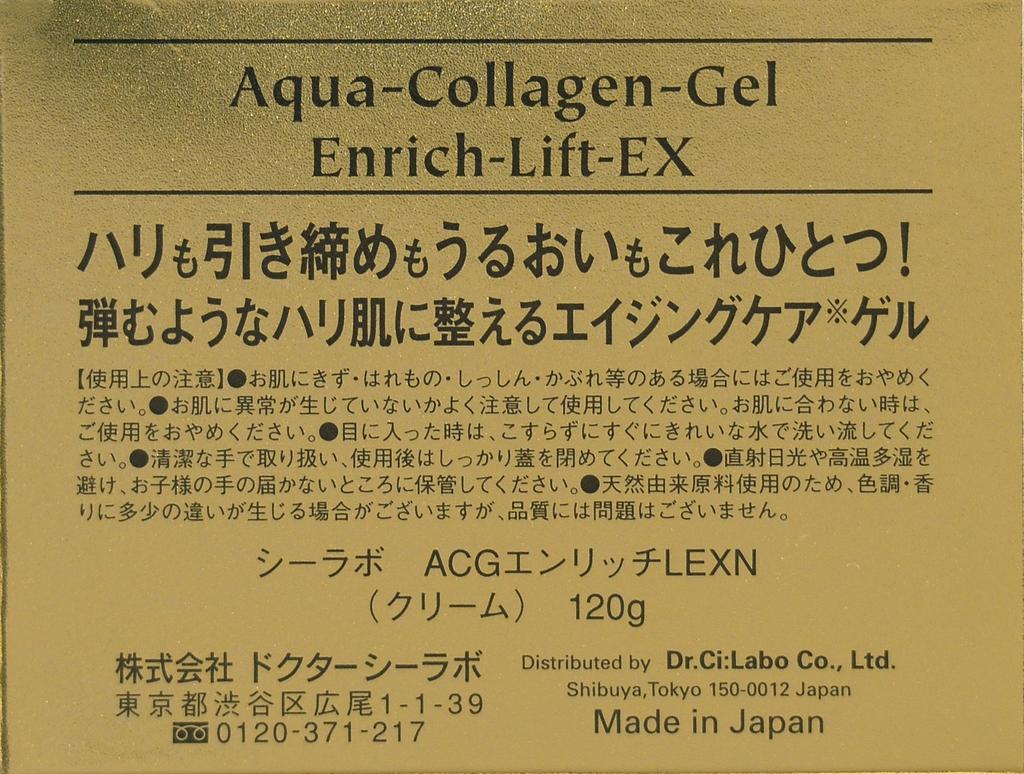 Aqua-Collagen-Gel
Enrich-Lift-EX
ハリも引き締めもうるおいもこれひとつ!
弾むようなハリ肌に整えるエイジングケア※ゲル
【使用上の注意】●お肌にきず・はれもの・しっしん・かぶれ等のある場合にはご使用をおやめく
ださい。●お肌に異常が生じていないかよく注意して使用してください。お肌に合わない時は、
ご使用をおやめください。●目に入った時は、こすらずにすぐにきれいな水で洗い流してくだ
さい。●清潔な手で取り扱い、使用後はしっかり蓋を閉めてください。●直射日光や高温多湿を
避け、お子様の手の届かないところに保管してください。●天然由来原料使用のため、色調・香
りに多少の違いが生じる場合がございますが、品質には問題はございません。
シーラボ ACGエンリッチLEXN
(クリーム) 120g
株式会社 ドクターシーラボ
東京都渋谷区広尾1-1-39
0120-371-217
Distributed by Dr.Ci:Labo Co., Ltd.
Shibuya,Tokyo 150-0012 Japan
Made in Japan